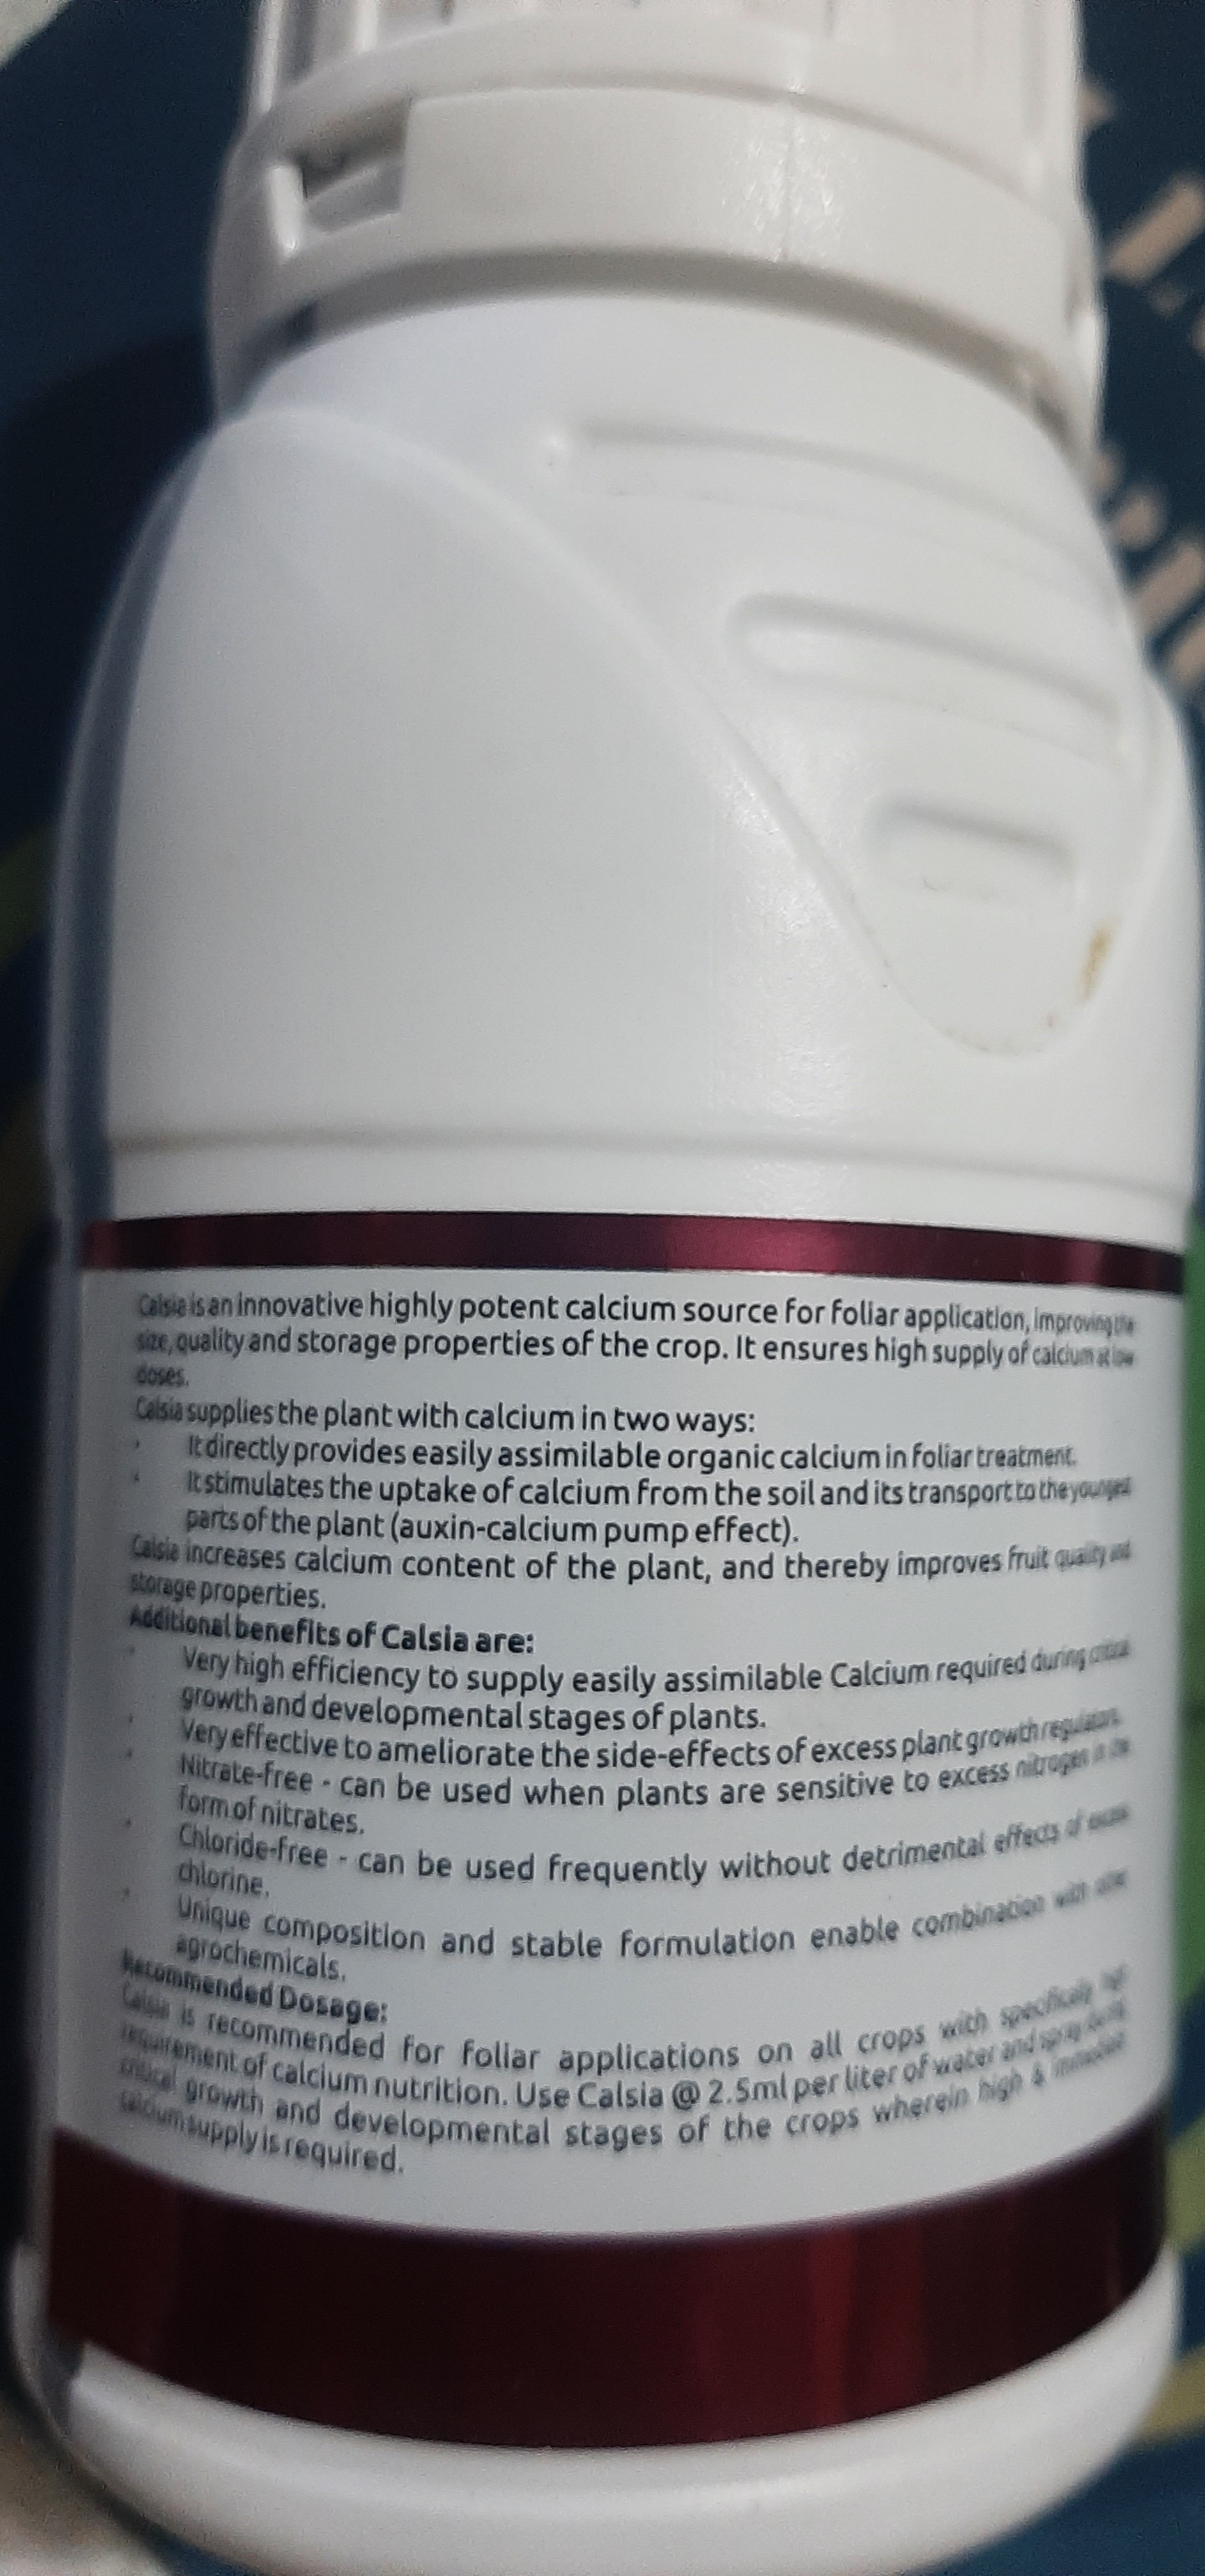 Calsia is an innovative highly potent calcium source for foliar application, improving the
size, quality and storage properties of the crop. It ensures high supply of calcium at low
doses.
Calsia supplies the plant with calcium in two ways:
It directly provides easily assimilable organic calcium in foliar treatment.
It stimulates the uptake of calcium from the soil and its transport to the youngest
parts of the plant (auxin-calcium pump effect).
Calsia increases calcium content of the plant, and thereby improves fruit quality and
storage properties.
Additional benefits of Calsia are:
Very high efficiency to supply easily assimilable Calcium required during critical
growth and developmental stages of plants.
Very effective to ameliorate the side-effects of excess plant growth regulators.
Nitrate-free - can be used when plants are sensitive to excess nitrogen in the
form of nitrates.
Chloride-free - can be used frequently without detrimental effects of excess
chlorine.
Unique composition and stable formulation enable combination with other
agrochemicals.
Recommended Dosage:
Calsia is recommended for foliar applications on all crops with specifically high
requirement of calcium nutrition. Use Calsia @ 2.5ml per liter of water and spray during
critical growth and developmental stages of the crops wherein high & immediate
calcium supply is required.